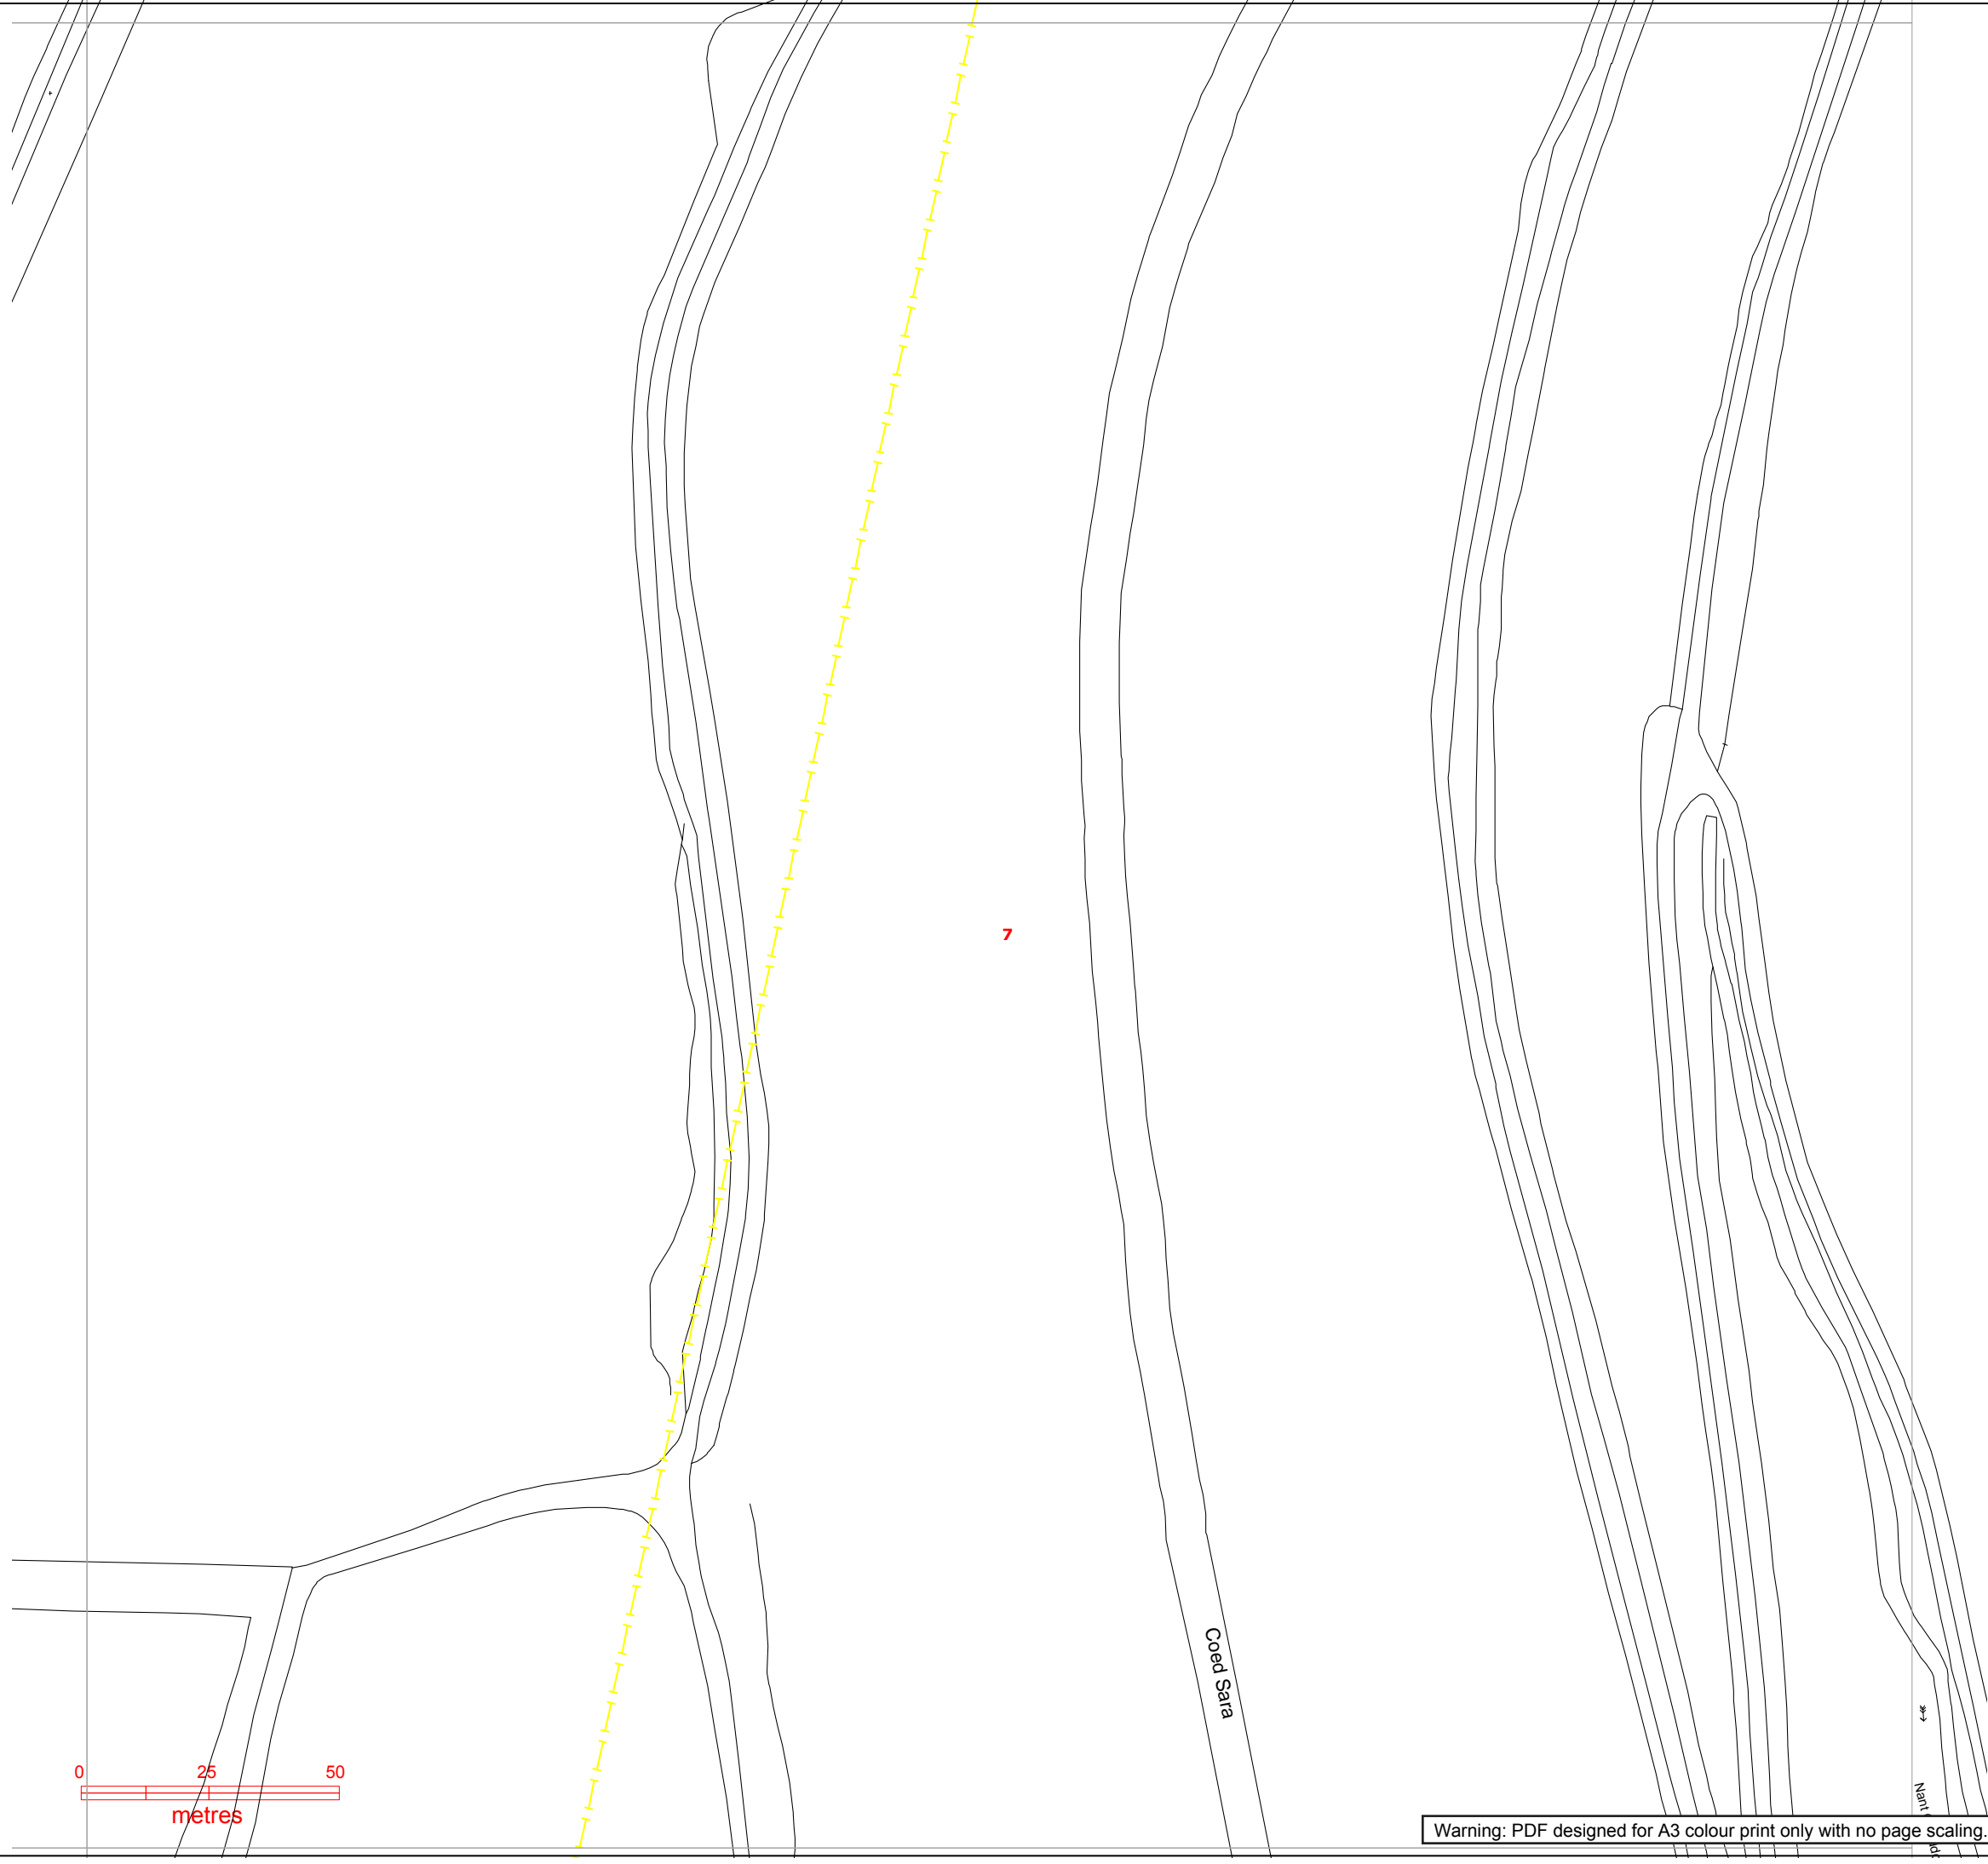 7
Coed Sara
0 25 50
metres
Nant
Warning: PDF designed for A3 colour print only with no page scaling.